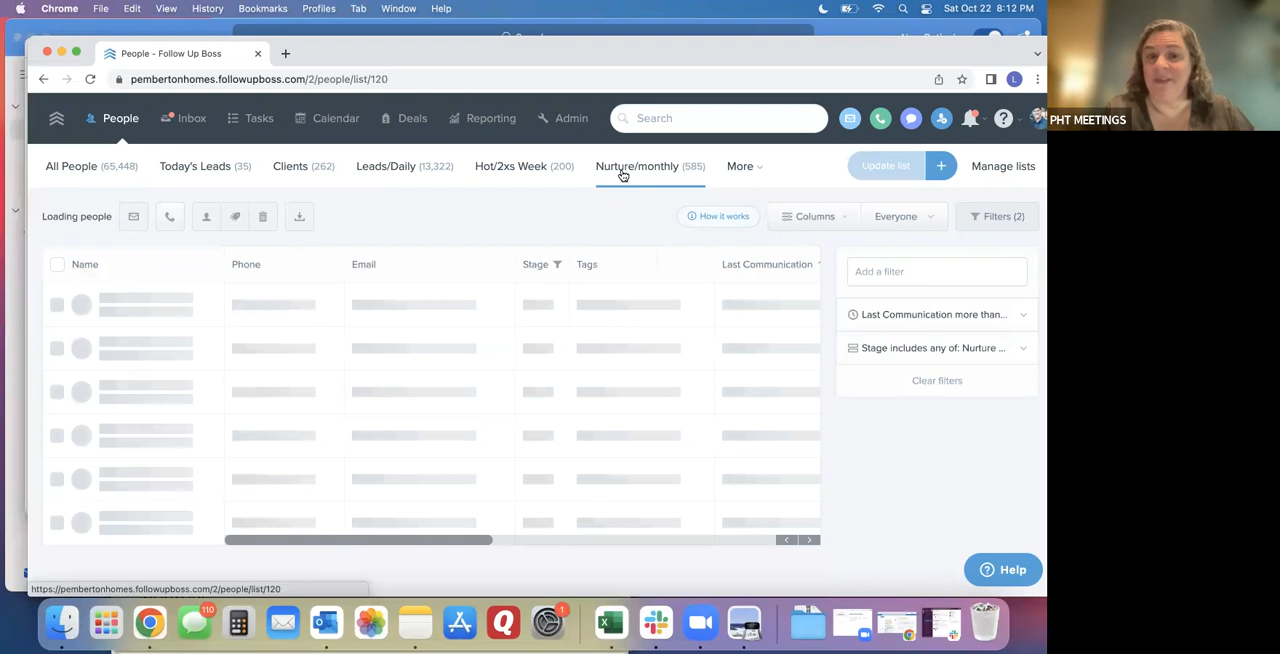 Chrome File Edit View History Bookmarks Profiles Tab Window Help Sat Oct 22 8:12 PM
People - Follow Up Boss
pembertonhomes.followupboss.com/2/people/list/120 L
People Inbox Tasks Calendar Deals Reporting Admin Search
PHT MEETINGS
All People (65,448) Today's Leads (35) Clients (262) Leads/Daily (13,322) Hot/2xs Week (200) Nurture/monthly (585) More Update list + Manage lists
Loading people How it works Columns Everyone Filters (2)
Name Phone Email Stage Tags Last Communication
Add a filter
Last Communication more than...
Stage includes any of: Nurture ...
Clear filters
Help
https://pembertonhomes.followupboss.com/2/people/list/120
110 1